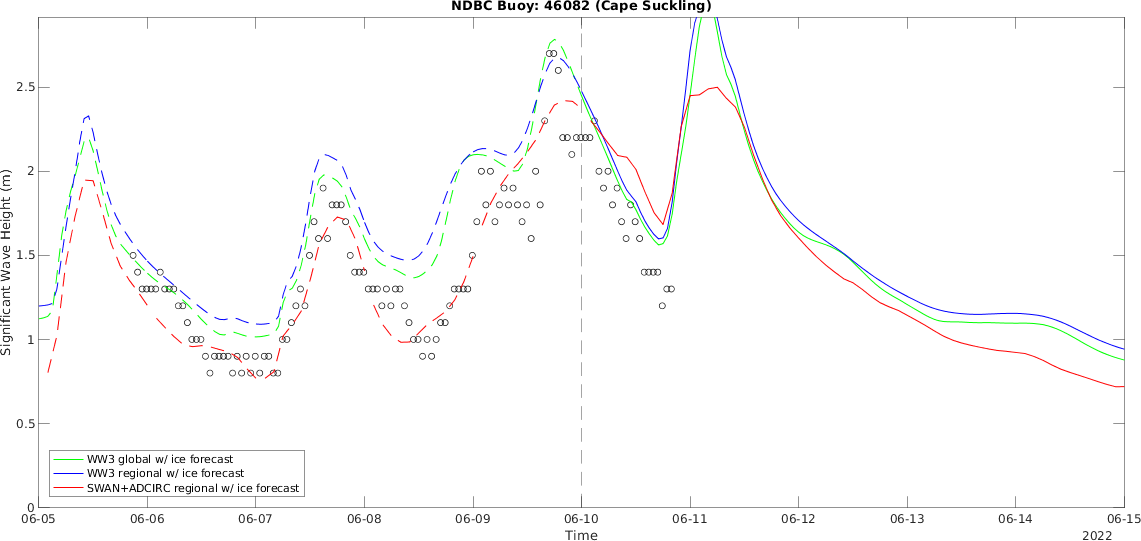 NDBC Buoy: 46082 (Cape Suckling)
Significant Wave Height (m)
2.5
2
1.5
1
0.5
0
WW3 global w/ ice forecast
WW3 regional w/ ice forecast
SWAN+ADCIRC regional w/ ice forecast
06-05 06-06 06-07 06-08 06-09 06-10 06-11 06-12 06-13 06-14 06-15
Time
2022